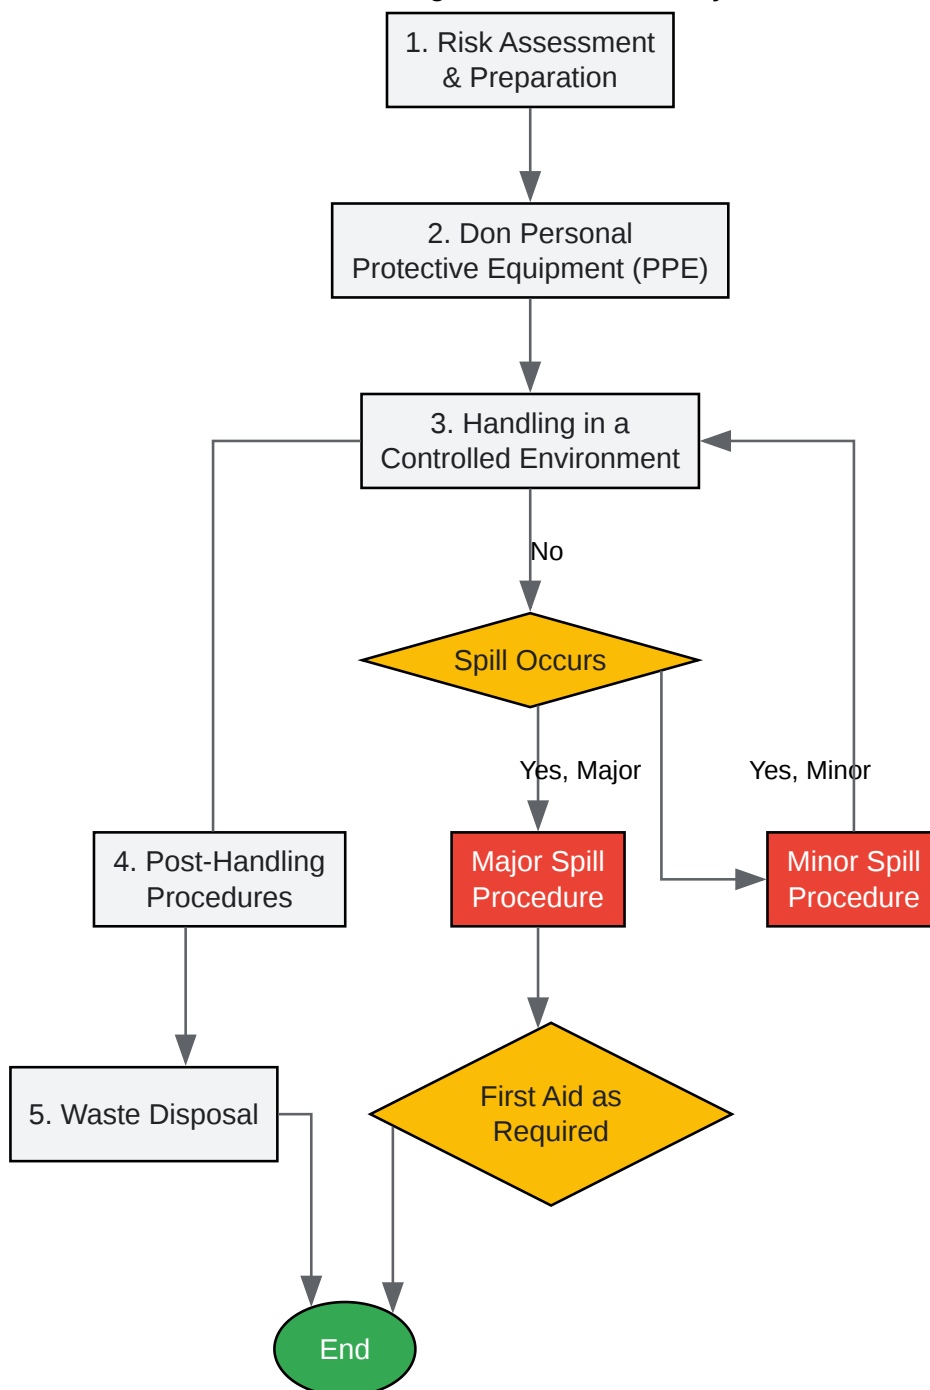 1. Risk Assessment
& Preparation
2. Don Personal
Protective Equipment (PPE)
3. Handling in a
Controlled Environment
No
Spill Occurs
Yes, Major
Yes, Minor
4. Post-Handling
Procedures
Major Spill
Procedure
Minor Spill
Procedure
5. Waste Disposal
First Aid as
Required
End